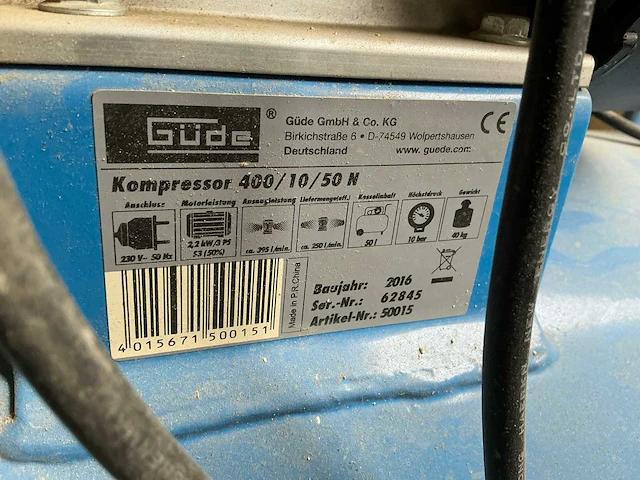 Güde ®
Güde GmbH & Co. KG
Birkichstraße 6 • D-74549 Wolpertshausen
Deutschland www.guede.com
CE
Kompressor 400/10/50 N
Anschluss Motorleistung Ansaugleistung Liefermenge(eff.) Kesselinhalt Höchstdruck Gewicht
230 V~ 50 Hz 2,2 kW/3 PS ca. 395 l/min. ca. 250 l/min. 50 l 10 bar 40 kg
S3 (50%)
Made in P.R.China
Baujahr: 2016
Ser.-Nr.: 62845
Artikel-Nr.: 50015
4 015671 500151